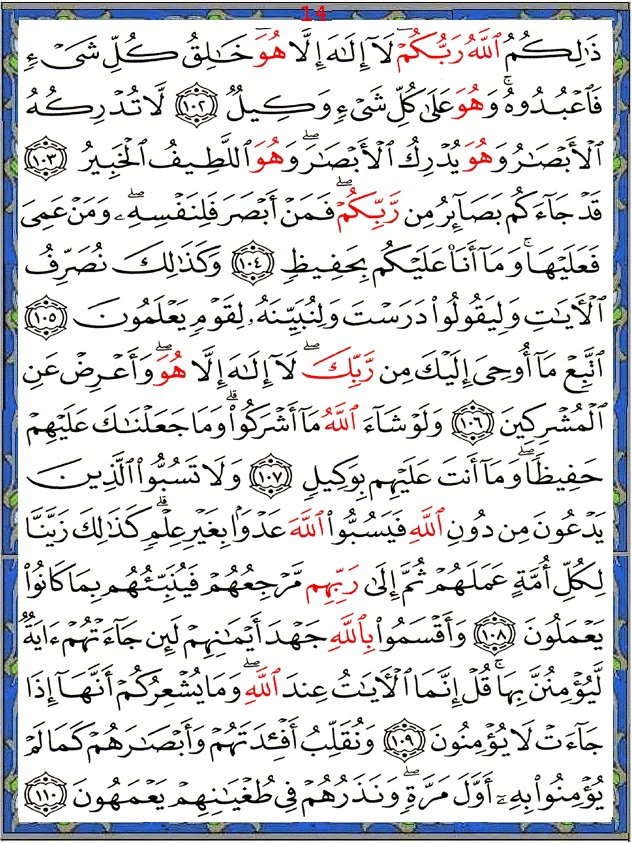 14
ذَٰلِكُمُ ٱللَّهُ رَبُّكُمۡۖ لَآ إِلَٰهَ إِلَّا هُوَۖ خَٰلِقُ كُلِّ شَيۡءٖ
فَٱعۡبُدُوهُۚ وَهُوَ عَلَىٰ كُلِّ شَيۡءٖ وَكِيلٞ ١٠٢ لَّا تُدۡرِكُهُ
ٱلۡأَبۡصَٰرُ وَهُوَ يُدۡرِكُ ٱلۡأَبۡصَٰرَۖ وَهُوَ ٱللَّطِيفُ ٱلۡخَبِيرُ ١٠٣
قَدۡ جَآءَكُم بَصَآئِرُ مِن رَّبِّكُمۡۖ فَمَنۡ أَبۡصَرَ فَلِنَفۡسِهِۦۖ وَمَنۡ عَمِيَ
فَعَلَيۡهَاۚ وَمَآ أَنَا۠ عَلَيۡكُم بِحَفِيظٖ ١٠٤ وَكَذَٰلِكَ نُصَرِّفُ
ٱلۡأٓيَٰتِ وَلِيَقُولُواْ دَرَسۡتَ وَلِنُبَيِّنَهُۥ لِقَوۡمٖ يَعۡلَمُونَ ١٠٥
ٱتَّبِعۡ مَآ أُوحِيَ إِلَيۡكَ مِن رَّبِّكَۖ لَآ إِلَٰهَ إِلَّا هُوَۖ وَأَعۡرِضۡ عَنِ
ٱلۡمُشۡرِكِينَ ١٠٦ وَلَوۡ شَآءَ ٱللَّهُ مَآ أَشۡرَكُواْۗ وَمَا جَعَلۡنَٰكَ عَلَيۡهِمۡ
حَفِيظٗاۖ وَمَآ أَنتَ عَلَيۡهِم بِوَكِيلٖ ١٠٧ وَلَا تَسُبُّواْ ٱلَّذِينَ
يَدۡعُونَ مِن دُونِ ٱللَّهِ فَيَسُبُّواْ ٱللَّهَ عَدۡوَۢا بِغَيۡرِ عِلۡمٖۗ كَذَٰلِكَ زَيَّنَّا
لِكُلِّ أُمَّةٍ عَمَلَهُمۡ ثُمَّ إِلَىٰ رَبِّهِم مَّرۡجِعُهُمۡ فَيُنَبِّئُهُم بِمَا كَانُواْ
يَعۡمَلُونَ ١٠٨ وَأَقۡسَمُواْ بِٱللَّهِ جَهۡدَ أَيۡمَٰنِهِمۡ لَئِن جَآءَتۡهُمۡ ءَايَةٞ
لَّيُؤۡمِنُنَّ بِهَاۚ قُلۡ إِنَّمَا ٱلۡأٓيَٰتُ عِندَ ٱللَّهِۖ وَمَا يُشۡعِرُكُمۡ أَنَّهَآ إِذَا
جَآءَتۡ لَا يُؤۡمِنُونَ ١٠٩ وَنُقَلِّبُ أَفۡـِٔدَتَهُمۡ وَأَبۡصَٰرَهُمۡ كَمَا لَمۡ
يُؤۡمِنُواْ بِهِۦٓ أَوَّلَ مَرَّةٖ وَنَذَرُهُمۡ فِي طُغۡيَٰنِهِمۡ يَعۡمَهُونَ ١١٠